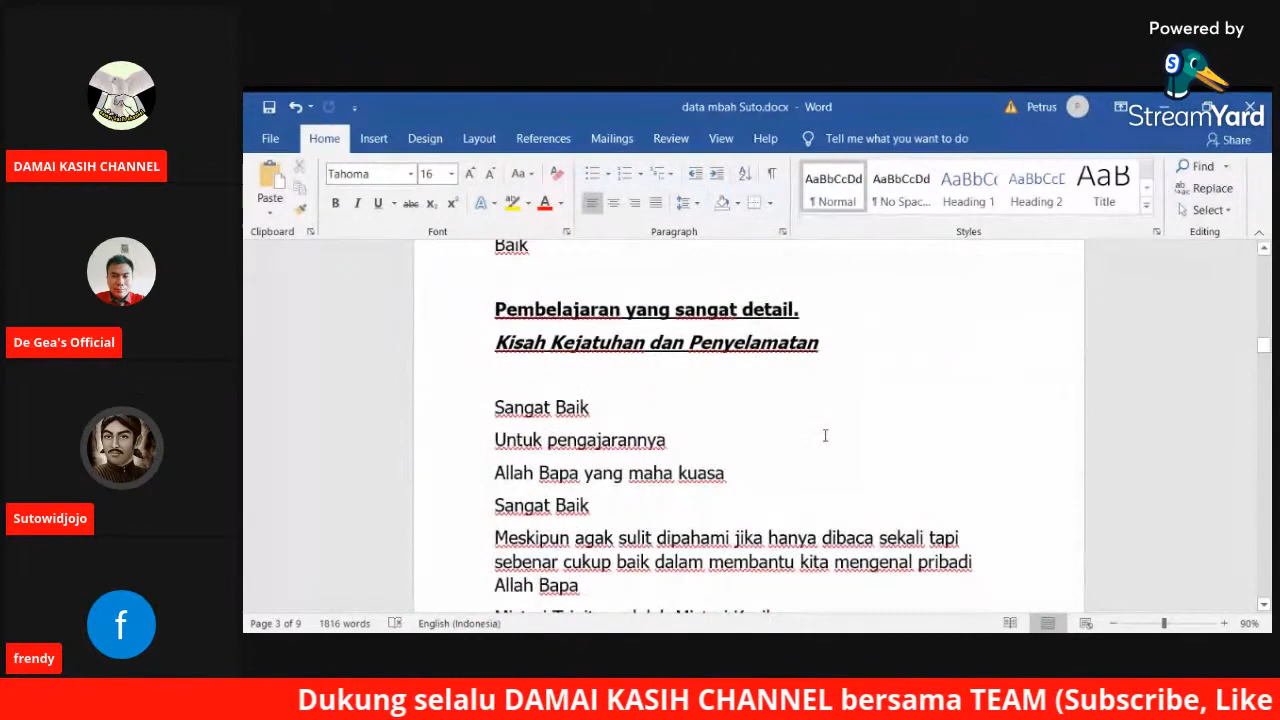 Powered by
StreamYard
DAMAI KASIH CHANNEL
De Gea's Official
Sutowidjojo
f
frendy
data mbah Suto.docx - Word
Petrus
P
File Home Insert Design Layout References Mailings Review View Help Tell me what you want to do
Share
Paste
Clipboard
Tahoma 16
Font
Paragraph
AaBbCcDd AaBbCcDd AaBbCc AaBbCcD AaB
¶ Normal ¶ No Spac... Heading 1 Heading 2 Title
Styles
Find
Replace
Select
Editing
Baik
Pembelajaran yang sangat detail.
Kisah Kejatuhan dan Penyelamatan
Sangat Baik
Untuk pengajarannya
Allah Bapa yang maha kuasa
Sangat Baik
Meskipun agak sulit dipahami jika hanya dibaca sekali tapi
sebenar cukup baik dalam membantu kita mengenal pribadi
Allah Bapa
Page 3 of 9 1816 words English (Indonesia) 90%
Dukung selalu DAMAI KASIH CHANNEL bersama TEAM (Subscribe, Like